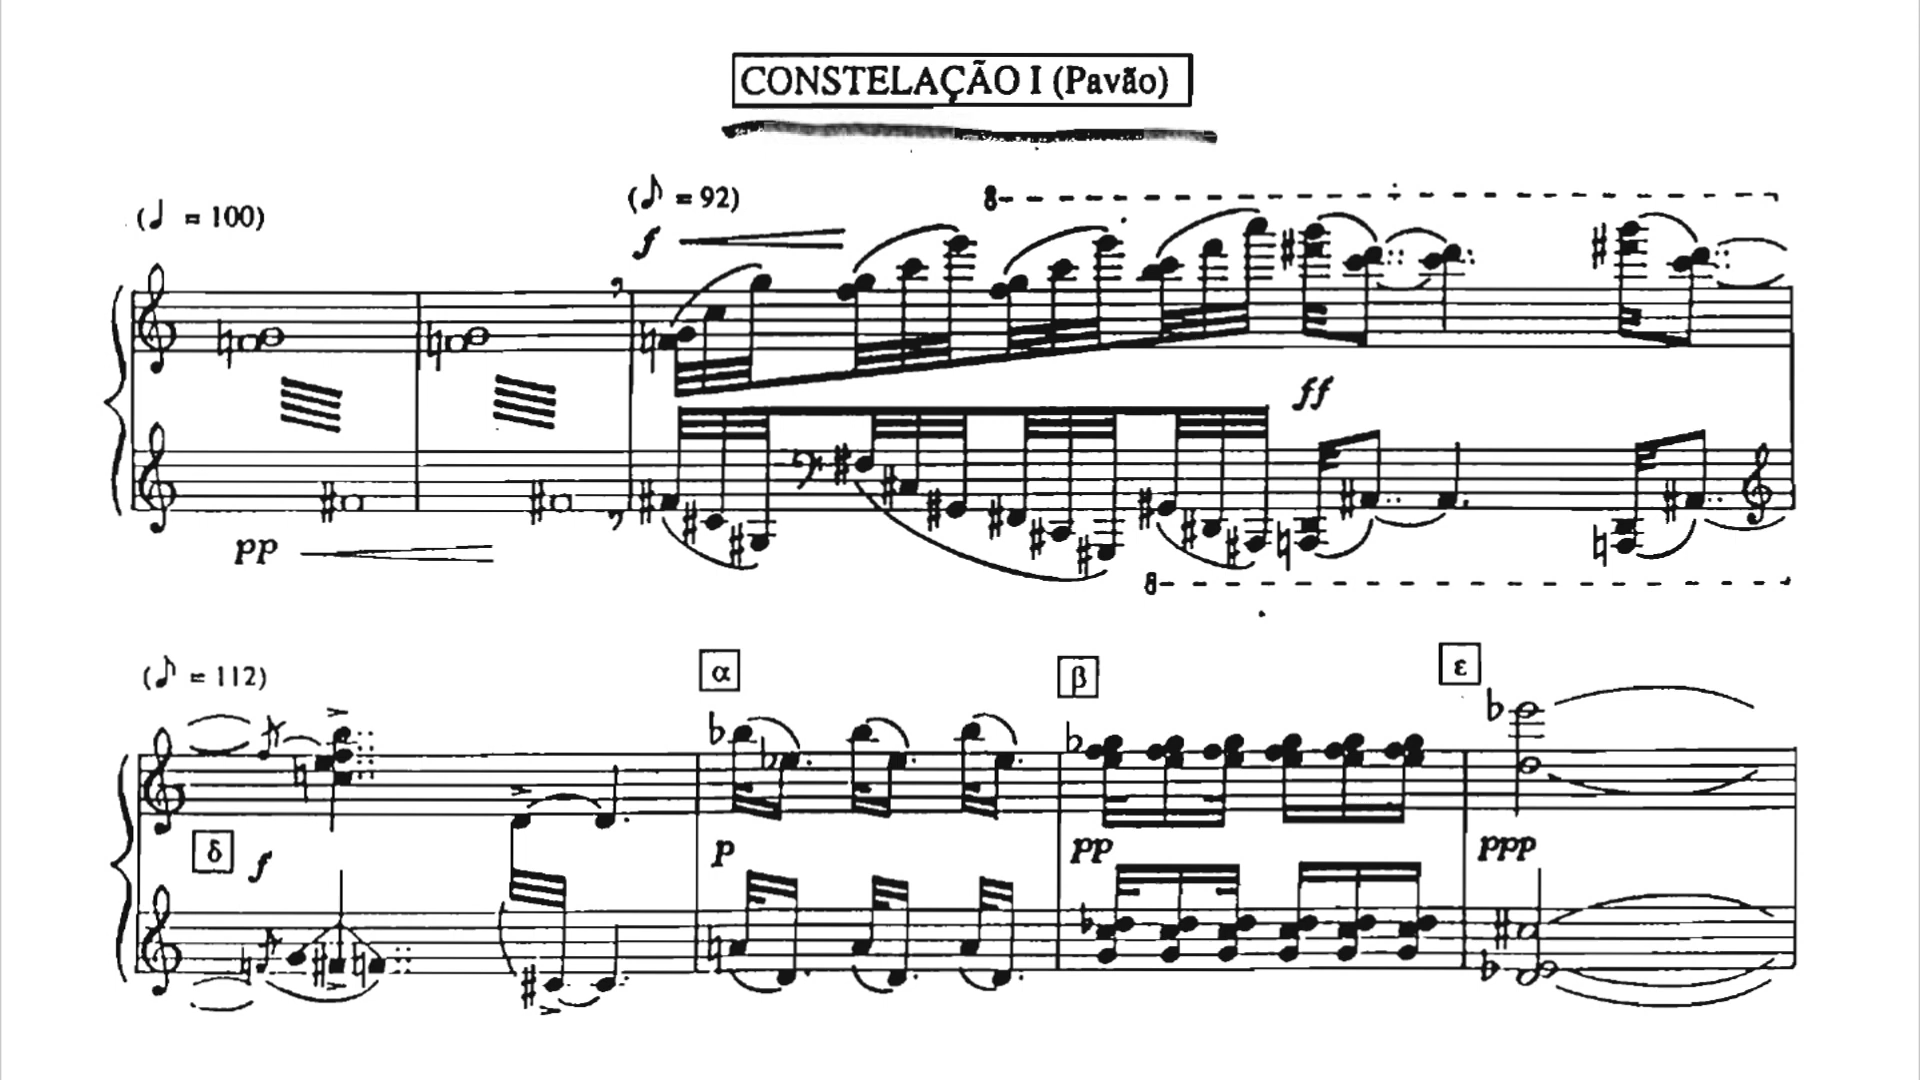 CONSTELAÇÃO I (Pavão)
(♩ = 100)
(♪ = 92)
8
f
ff
pp
8
(♪ = 112)
α
β
ε
δ
f
p
pp
ppp